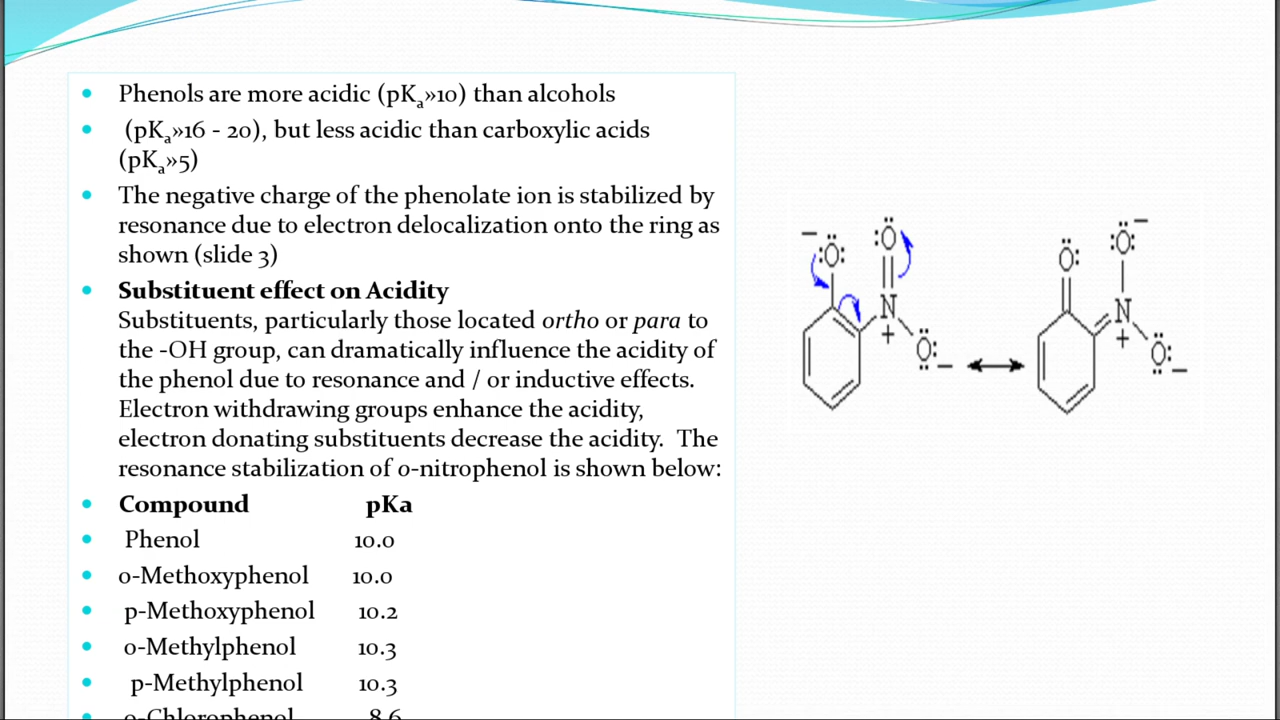 Phenols are more acidic (pKa»10) than alcohols
(pKa»16 - 20), but less acidic than carboxylic acids
(pKa»5)
The negative charge of the phenolate ion is stabilized by
resonance due to electron delocalization onto the ring as
shown (slide 3)
Substituent effect on Acidity
Substituents, particularly those located ortho or para to
the -OH group, can dramatically influence the acidity of
the phenol due to resonance and / or inductive effects.
Electron withdrawing groups enhance the acidity,
electron donating substituents decrease the acidity. The
resonance stabilization of o-nitrophenol is shown below:
Compound pKa
Phenol 10.0
o-Methoxyphenol 10.0
p-Methoxyphenol 10.2
o-Methylphenol 10.3
p-Methylphenol 10.3
o-Chlorophenol 8.6
− :Ö: :Ö N + Ö: −
Ö: :Ö: − N + Ö: −